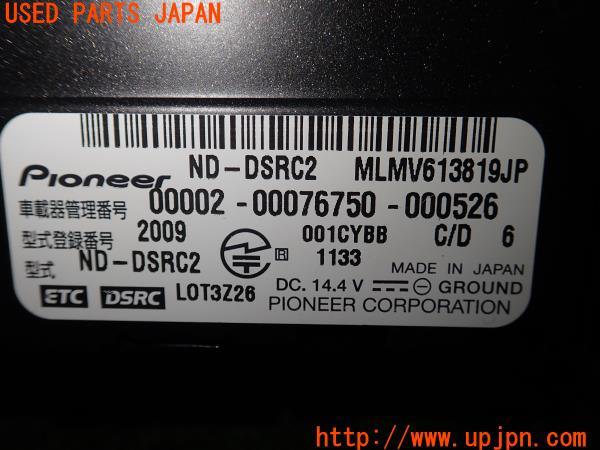 USED PARTS JAPAN
Pioneer ND-DSRC2 MLMV613819JP
車載器管理番号 00002-00076750-000526
型式登録番号 2009 R 001CYBB C/D 6
型式 ND-DSRC2 1133 MADE IN JAPAN
ETC DSRC LOT3Z26 DC. 14.4 V GROUND
PIONEER CORPORATION
http://www.upjpn.com/